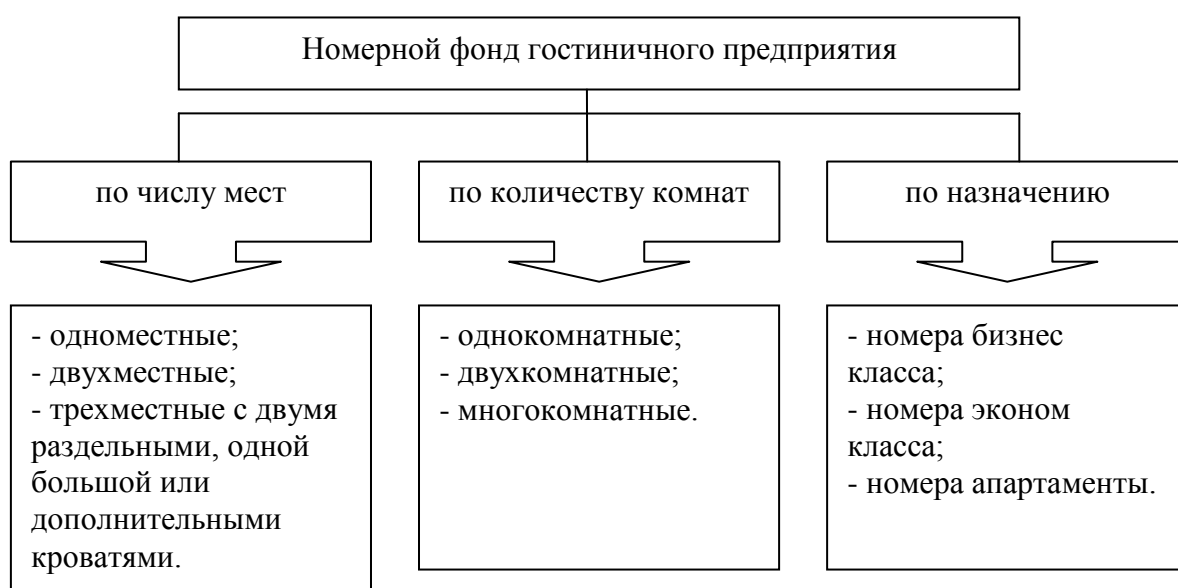 Номерной фонд гостиничного предприятия
по числу мест
по количеству комнат
по назначению
- одноместные;
- двухместные;
- трехместные с двумя
раздельными, одной
большой или
дополнительными
кроватями.
- однокомнатные;
- двухкомнатные;
- многокомнатные.
- номера бизнес
класса;
- номера эконом
класса;
- номера апартаменты.